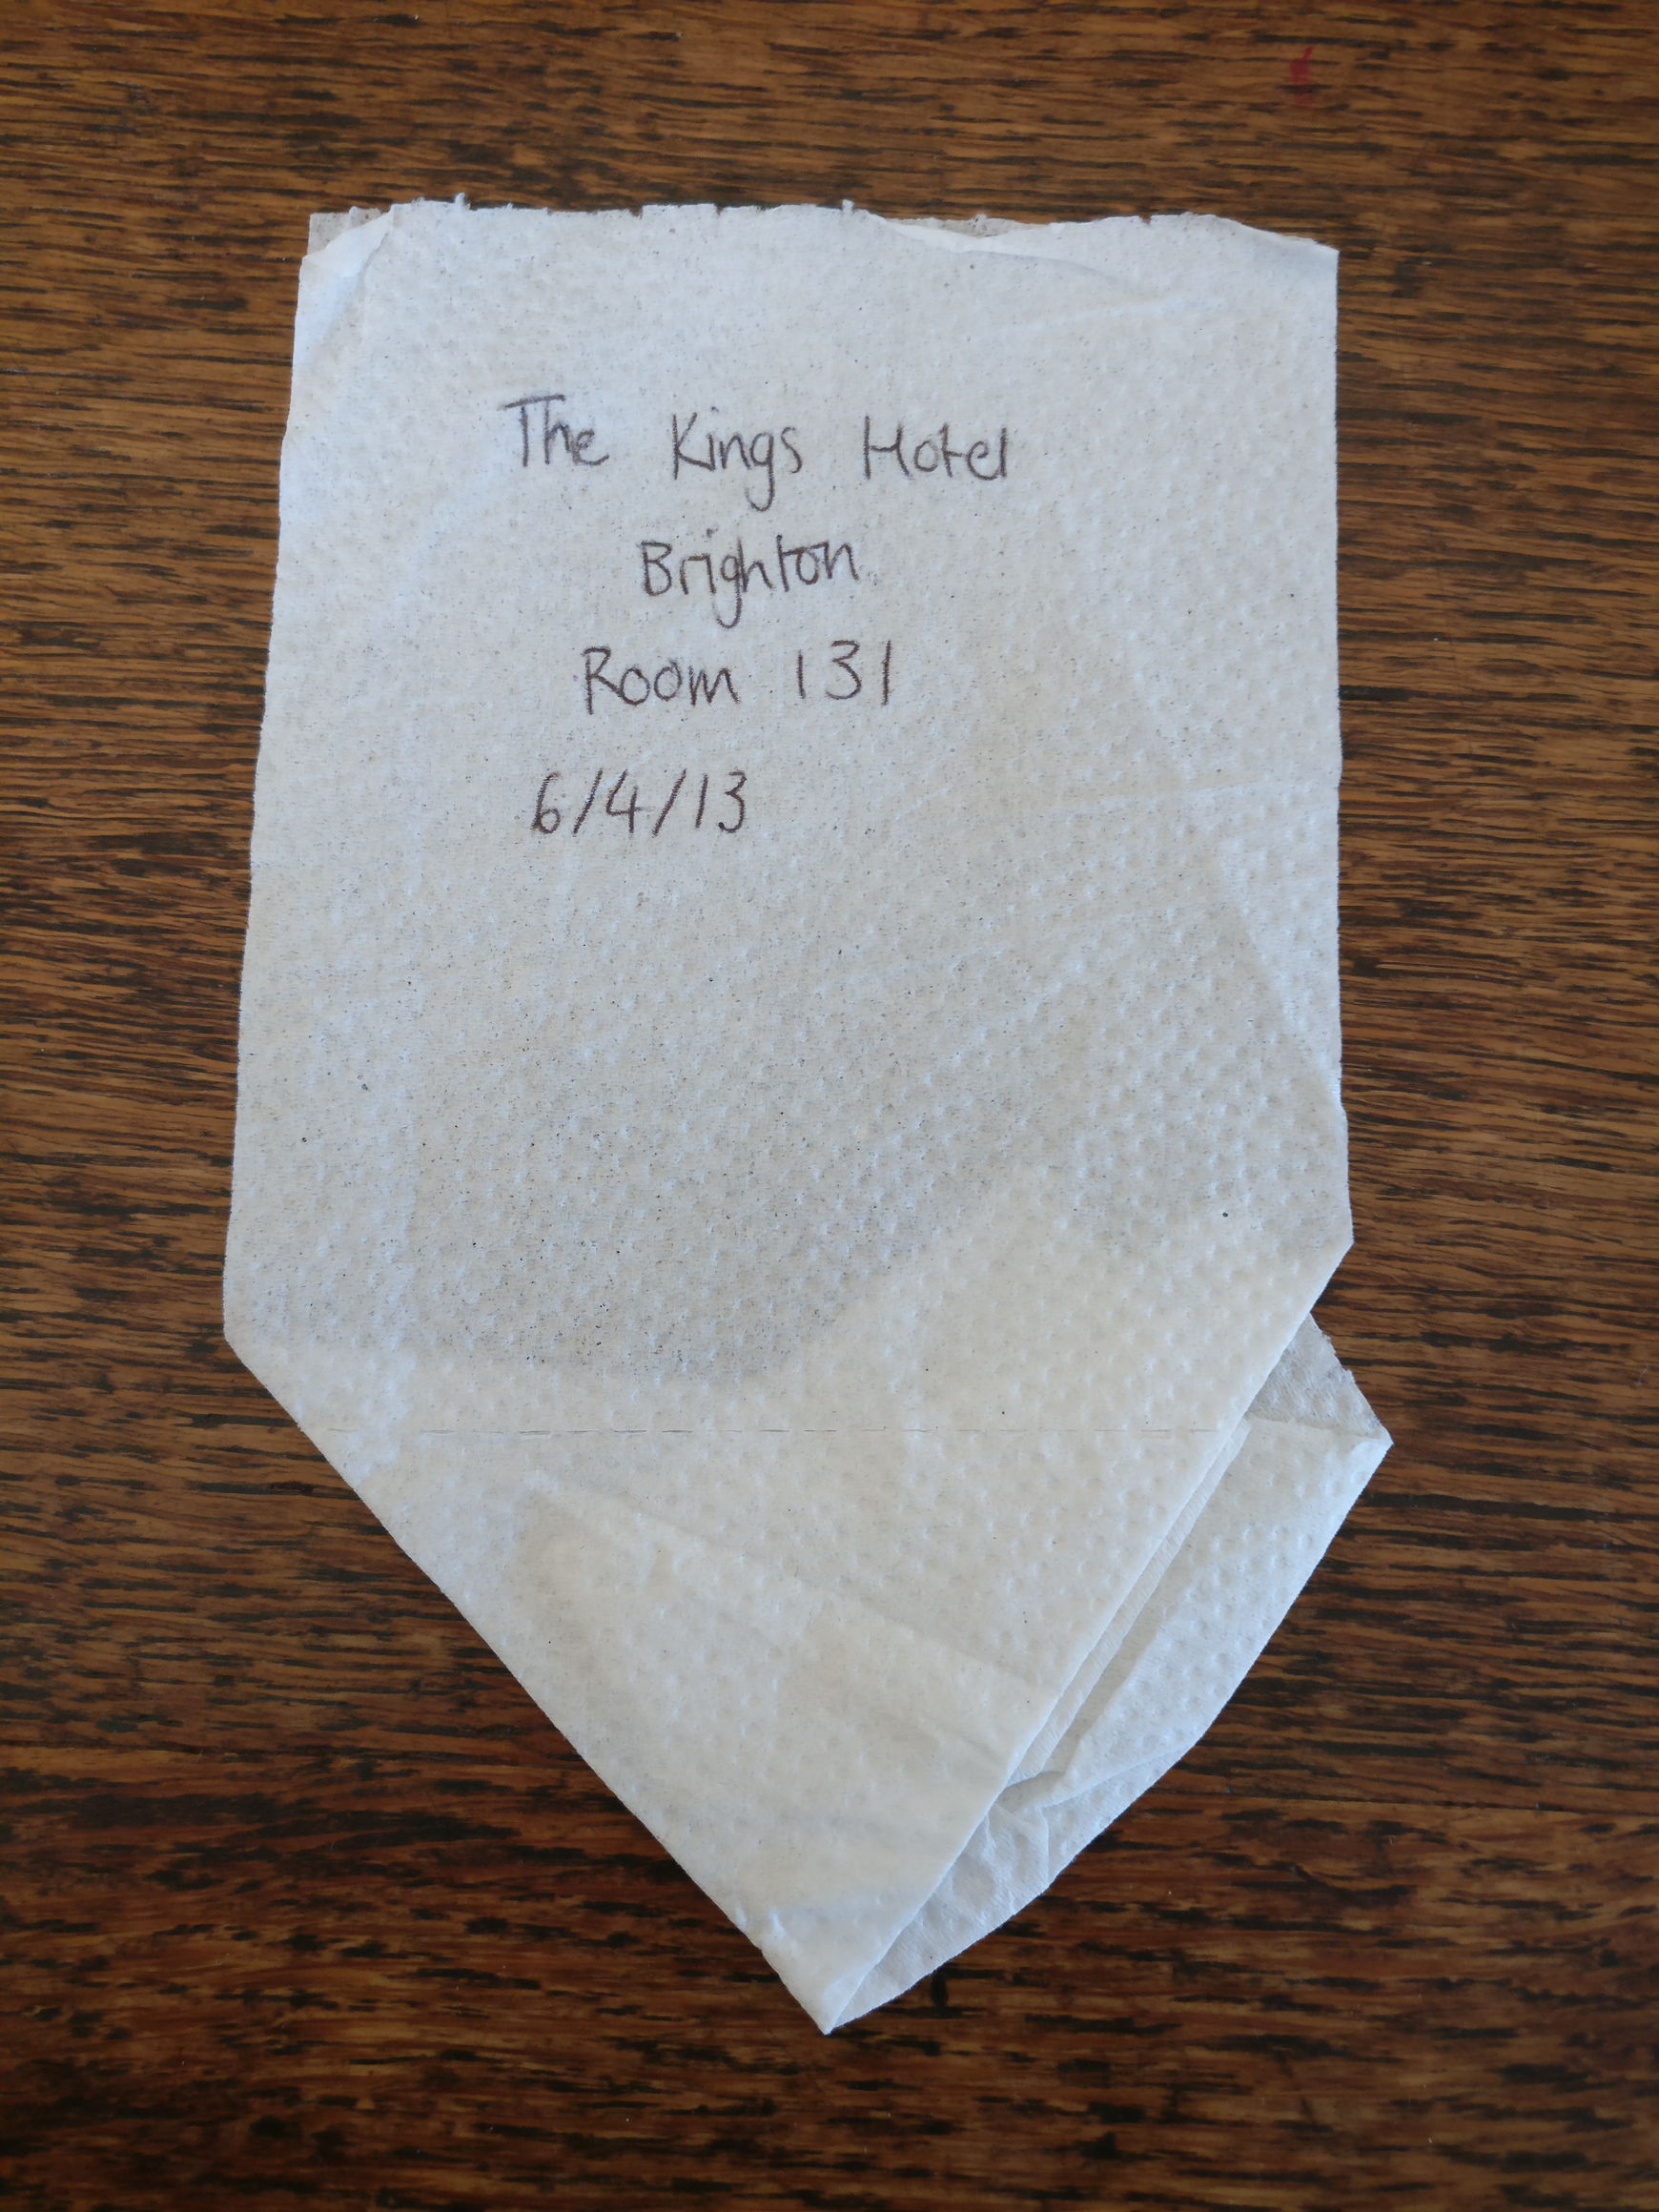 The Kings Hotel
Brighton
Room 131
6/4/13